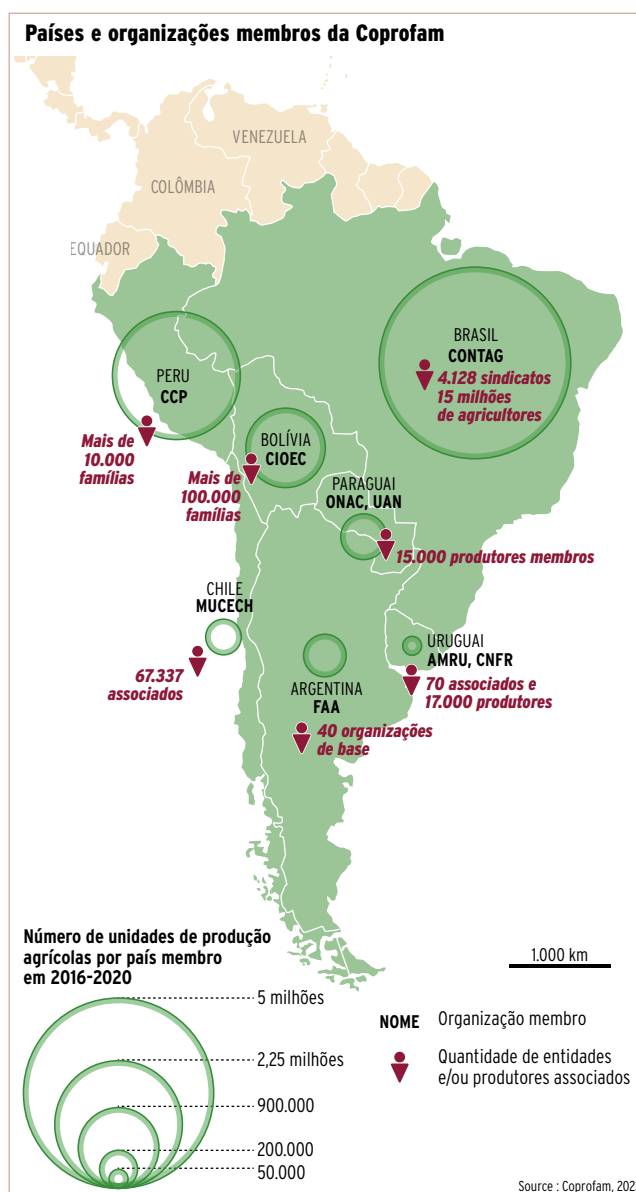 Países e organizações membros da Coprofam
VENEZUELA
COLÔMBIA
EQUADOR
BRASIL
CONTAG
4.128 sindicatos
15 milhões
de agricultores
PERU
CCP
Mais de
10.000
famílias
BOLÍVIA
CIOEC
Mais de
100.000
famílias
PARAGUAI
ONAC, UAN
15.000 produtores membros
CHILE
MUCECH
67.337
associados
URUGUAI
AMRU, CNFR
70 associados e
17.000 produtores
ARGENTINA
FAA
40 organizações
de base
Número de unidades de produção
agrícolas por país membro
em 2016-2020
5 milhões
2,25 milhões
900.000
200.000
50.000
1.000 km
NOME Organização membro
Quantidade de entidades
e/ou produtores associados
Source : Coprofam, 202